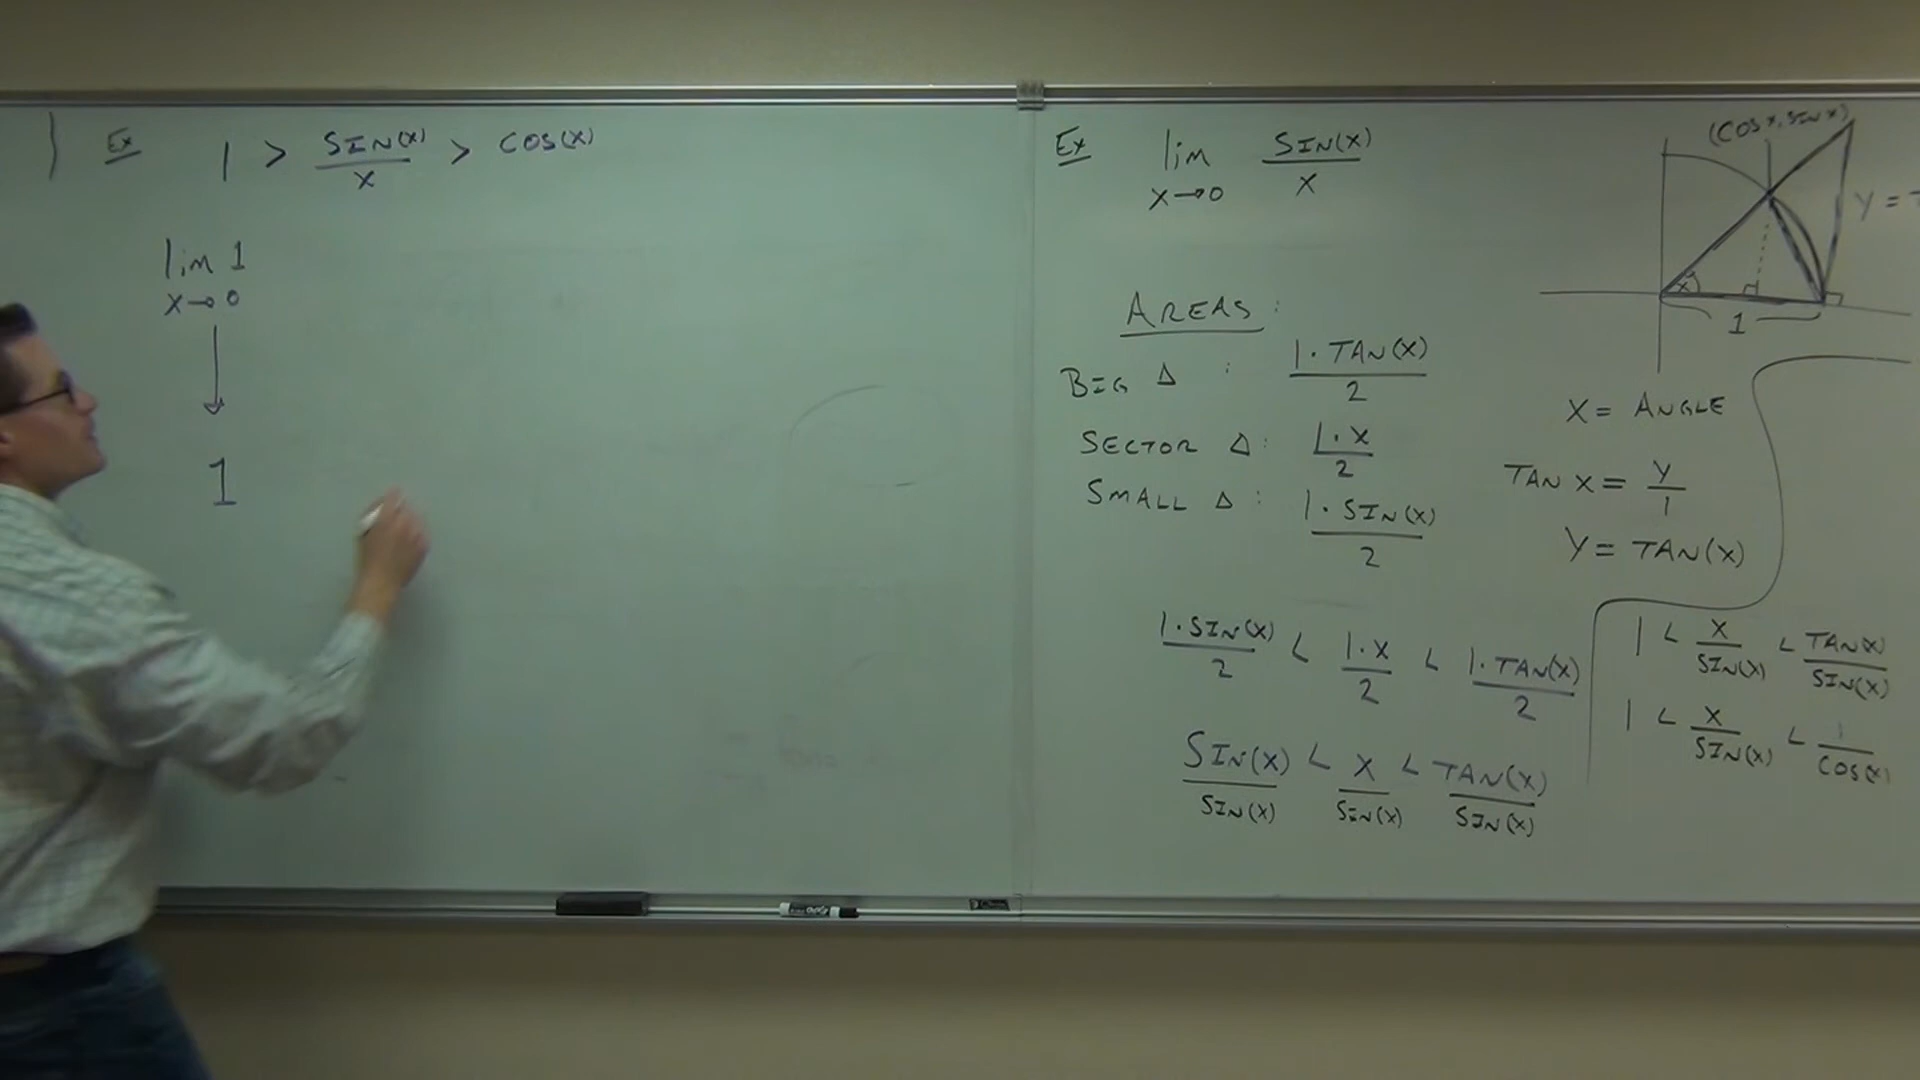 Ex 1 > SIN(X)/X > COS(X)
lim 1
X→0
1
Ex lim SIN(X)/X
X→0
(COS X, SIN X)
Y =
X
1
AREAS:
BIG Δ : 1·TAN(X)/2
SECTOR Δ: 1·X/2
SMALL Δ : 1·SIN(X)/2
X = ANGLE
TAN X = Y/1
Y = TAN(X)
1·SIN(X)/2 < 1·X/2 < 1·TAN(X)/2
SIN(X)/SIN(X) < X/SIN(X) < TAN(X)/SIN(X)
1 < X/SIN(X) < TAN(X)/SIN(X)
1 < X/SIN(X) < 1/COS(X)